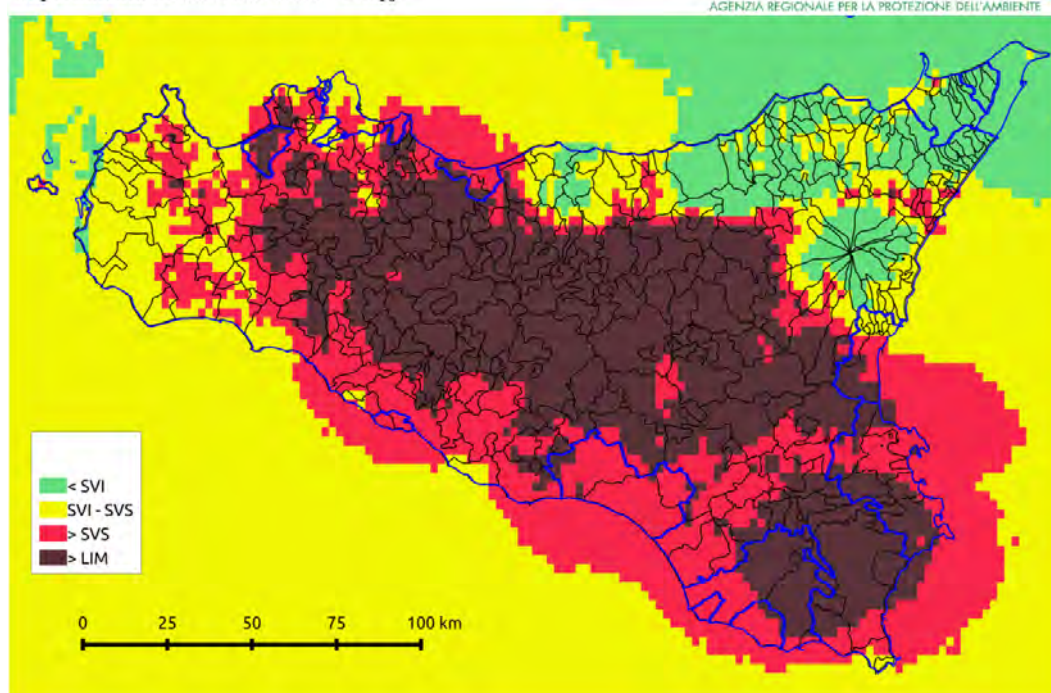 AGENZIA REGIONALE PER LA PROTEZIONE DELL'AMBIENTE
< SVI
SVI - SVS
> SVS
> LIM
0 25 50 75 100 km